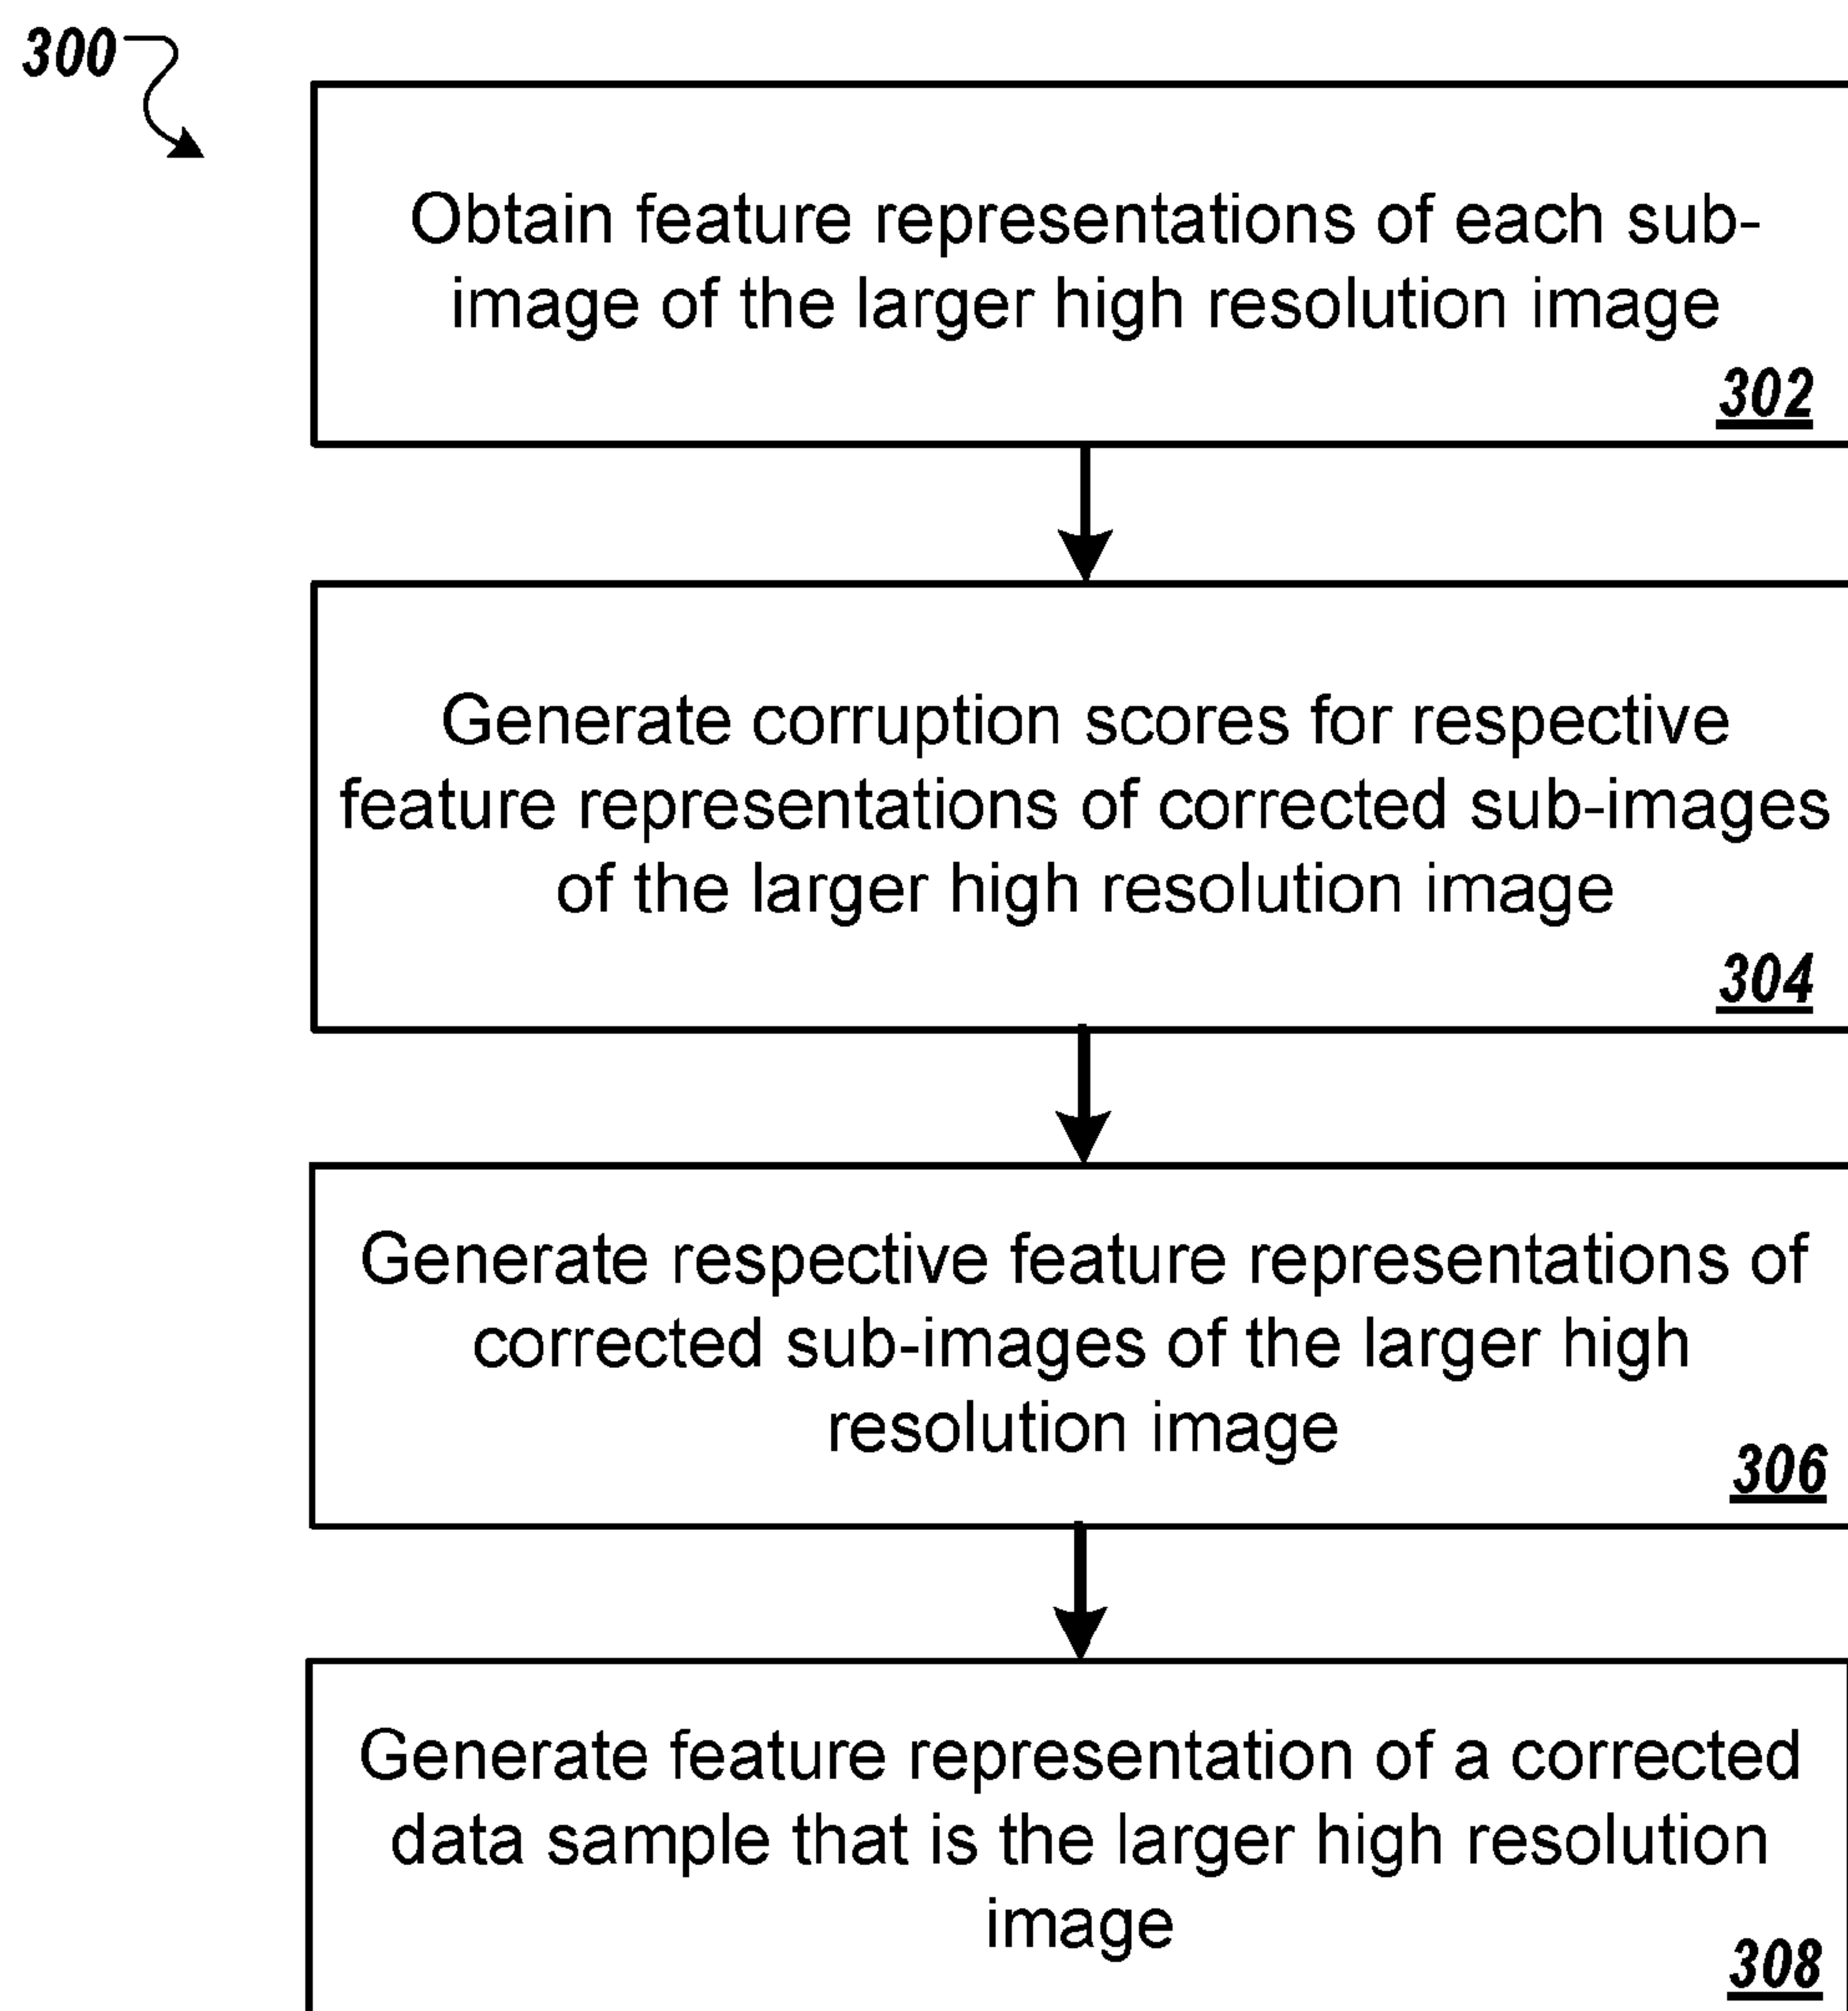 300
Obtain feature representations of each sub-
image of the larger high resolution image
302
Generate corruption scores for respective
feature representations of corrected sub-images
of the larger high resolution image
304
Generate respective feature representations of
corrected sub-images of the larger high
resolution image
306
Generate feature representation of a corrected
data sample that is the larger high resolution
image
308